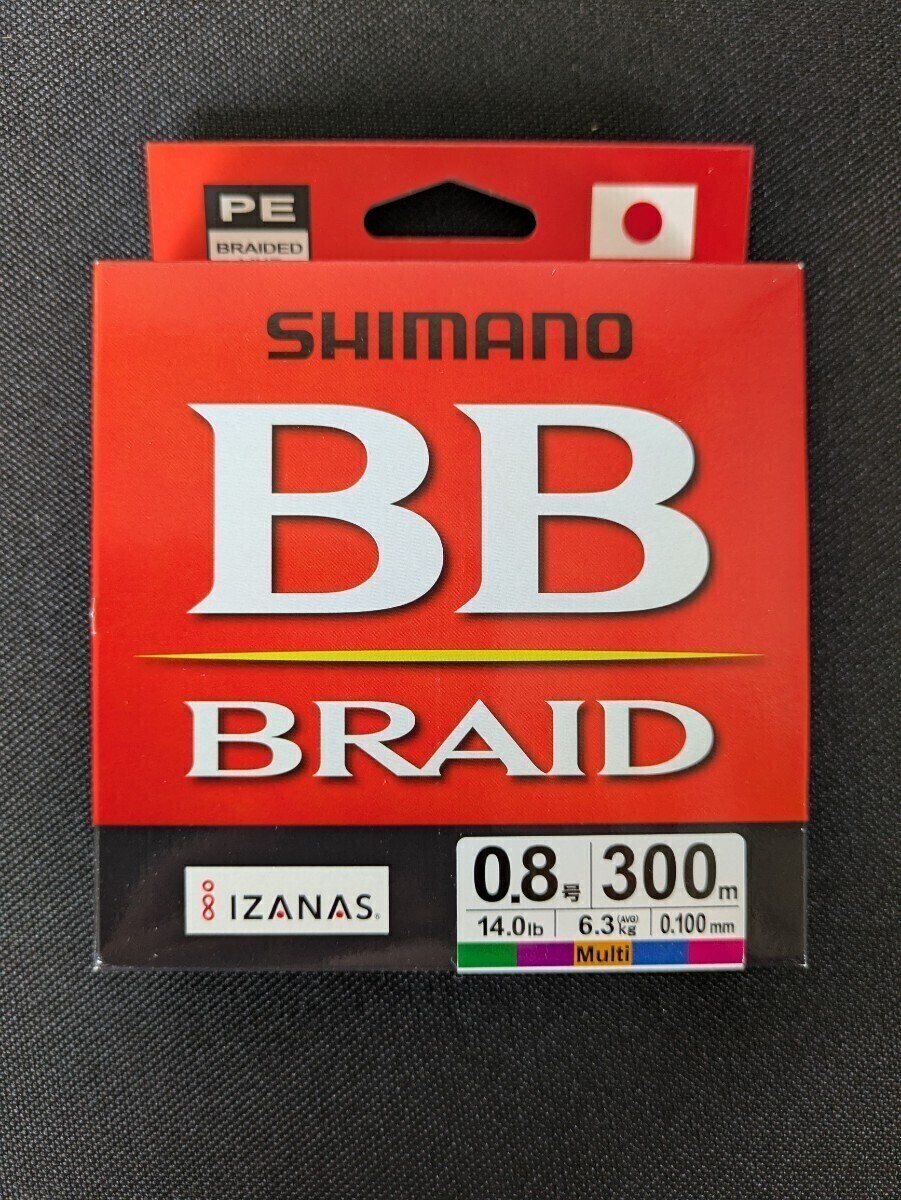 PE
BRAIDED
SHIMANO
BB
BRAID
IZANAS®
0.8号 300m
14.0lb 6.3(AVG)kg 0.100mm
Multi